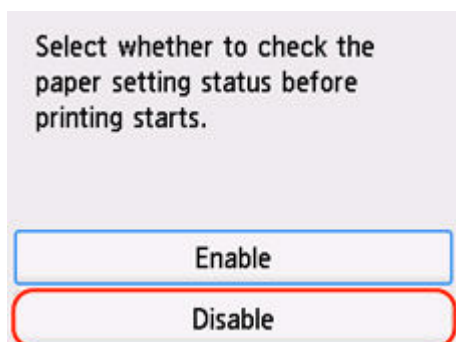 Select whether to check the
paper setting status before
printing starts.
Enable
Disable